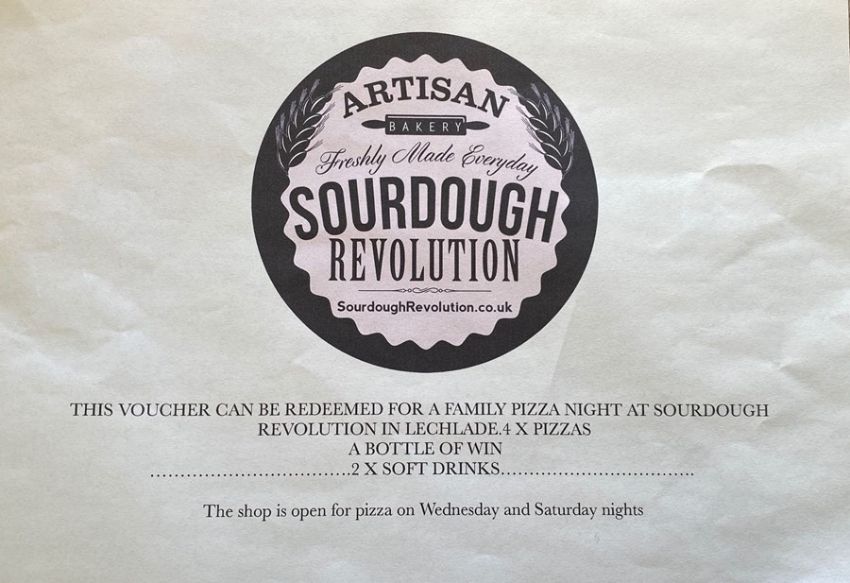 ARTISAN
BAKERY
Freshly Made Everyday
SOURDOUGH
REVOLUTION
SourdoughRevolution.co.uk
THIS VOUCHER CAN BE REDEEMED FOR A FAMILY PIZZA NIGHT AT SOURDOUGH
REVOLUTION IN LECHLADE.4 X PIZZAS
A BOTTLE OF WIN
……………………………..2 X SOFT DRINKS…………………………….
The shop is open for pizza on Wednesday and Saturday nights